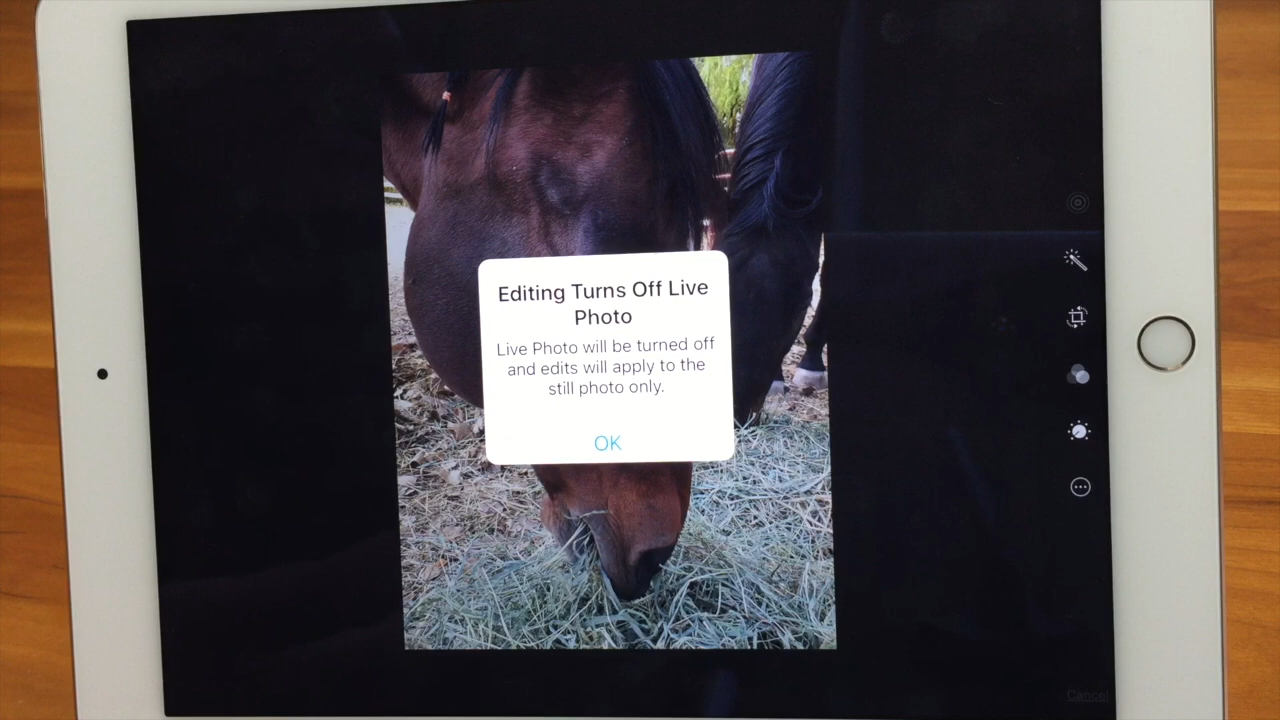 Editing Turns Off Live
Photo
Live Photo will be turned off
and edits will apply to the
still photo only.
OK
Cancel